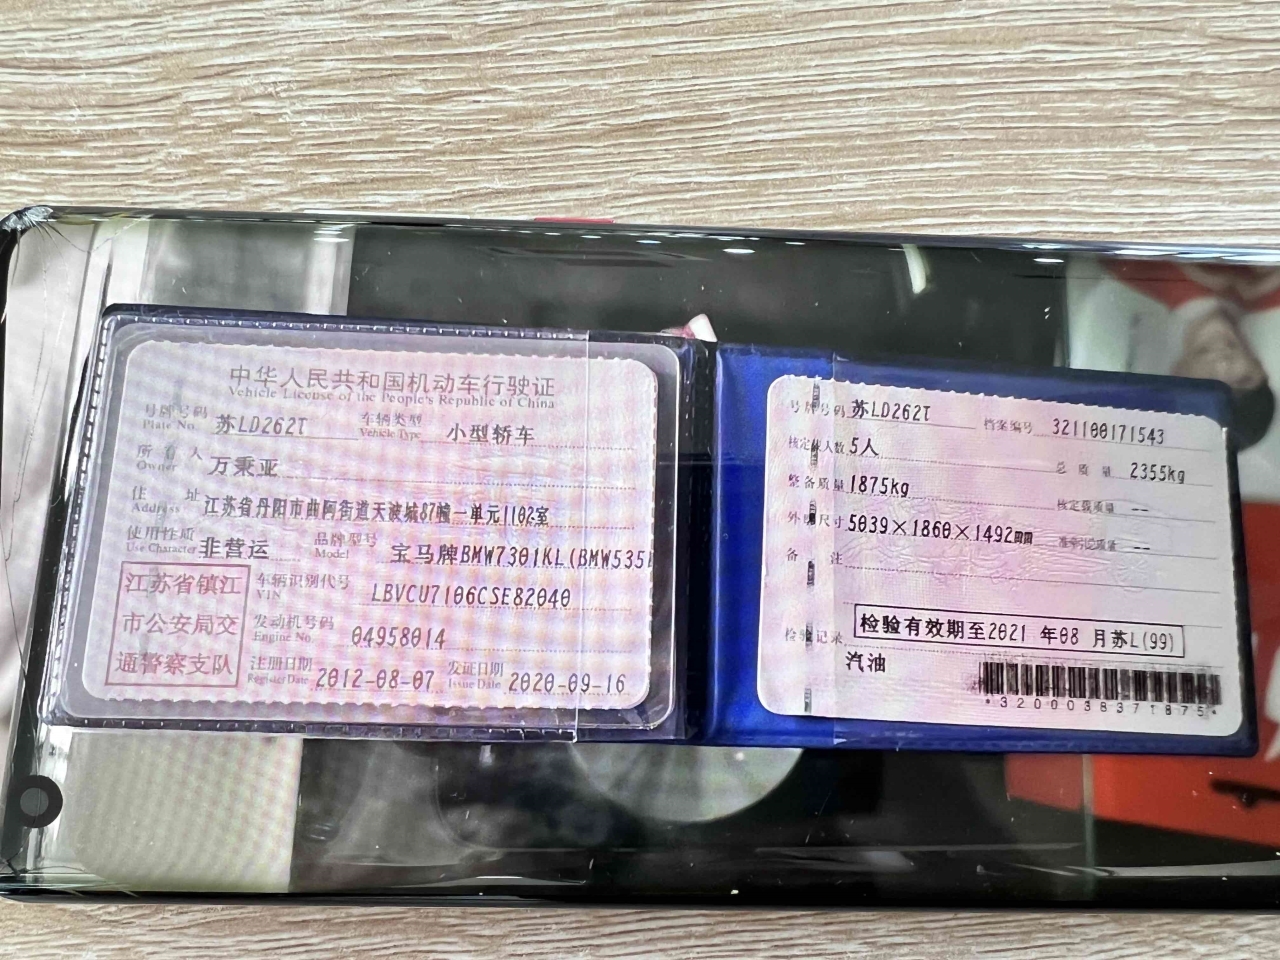 中华人民共和国机动车行驶证
Vehicle License of the People's Republic of China
号牌号码 苏LD262T 车辆类型 小型轿车
Plate No. Vehicle Type
所有人 万秉亚
Owner
住址 江苏省丹阳市曲阿街道天波城87幢一单元1102室
Address
使用性质 非营运 品牌型号 宝马牌BMW7301KL(BMW535
Use Character Model
江苏省镇江
市公安局交
通警察支队
车辆识别代号 LBVCU7106CSE82040
VIN
发动机号码 04958014
Engine No.
注册日期 2012-08-07 发证日期 2020-09-16
Register Date Issue Date
号牌号码 苏LD262T 档案编号 321100171543
核定载人数 5人 总质量 2355kg
整备质量 1875kg 核定载质量 --
外廓尺寸 5039×1860×1492mm 准牵引总质量 --
备注
检验有效期至2021年08月苏L(99)
检验记录
汽油
*3200038371875*